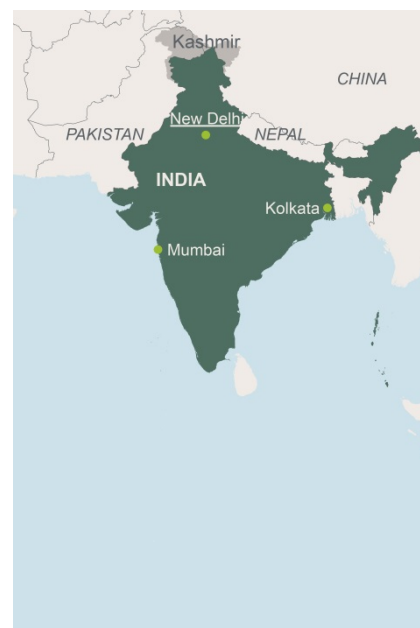 Kashmir
CHINA
New Delhi
PAKISTAN
NEPAL
INDIA
Kolkata
Mumbai